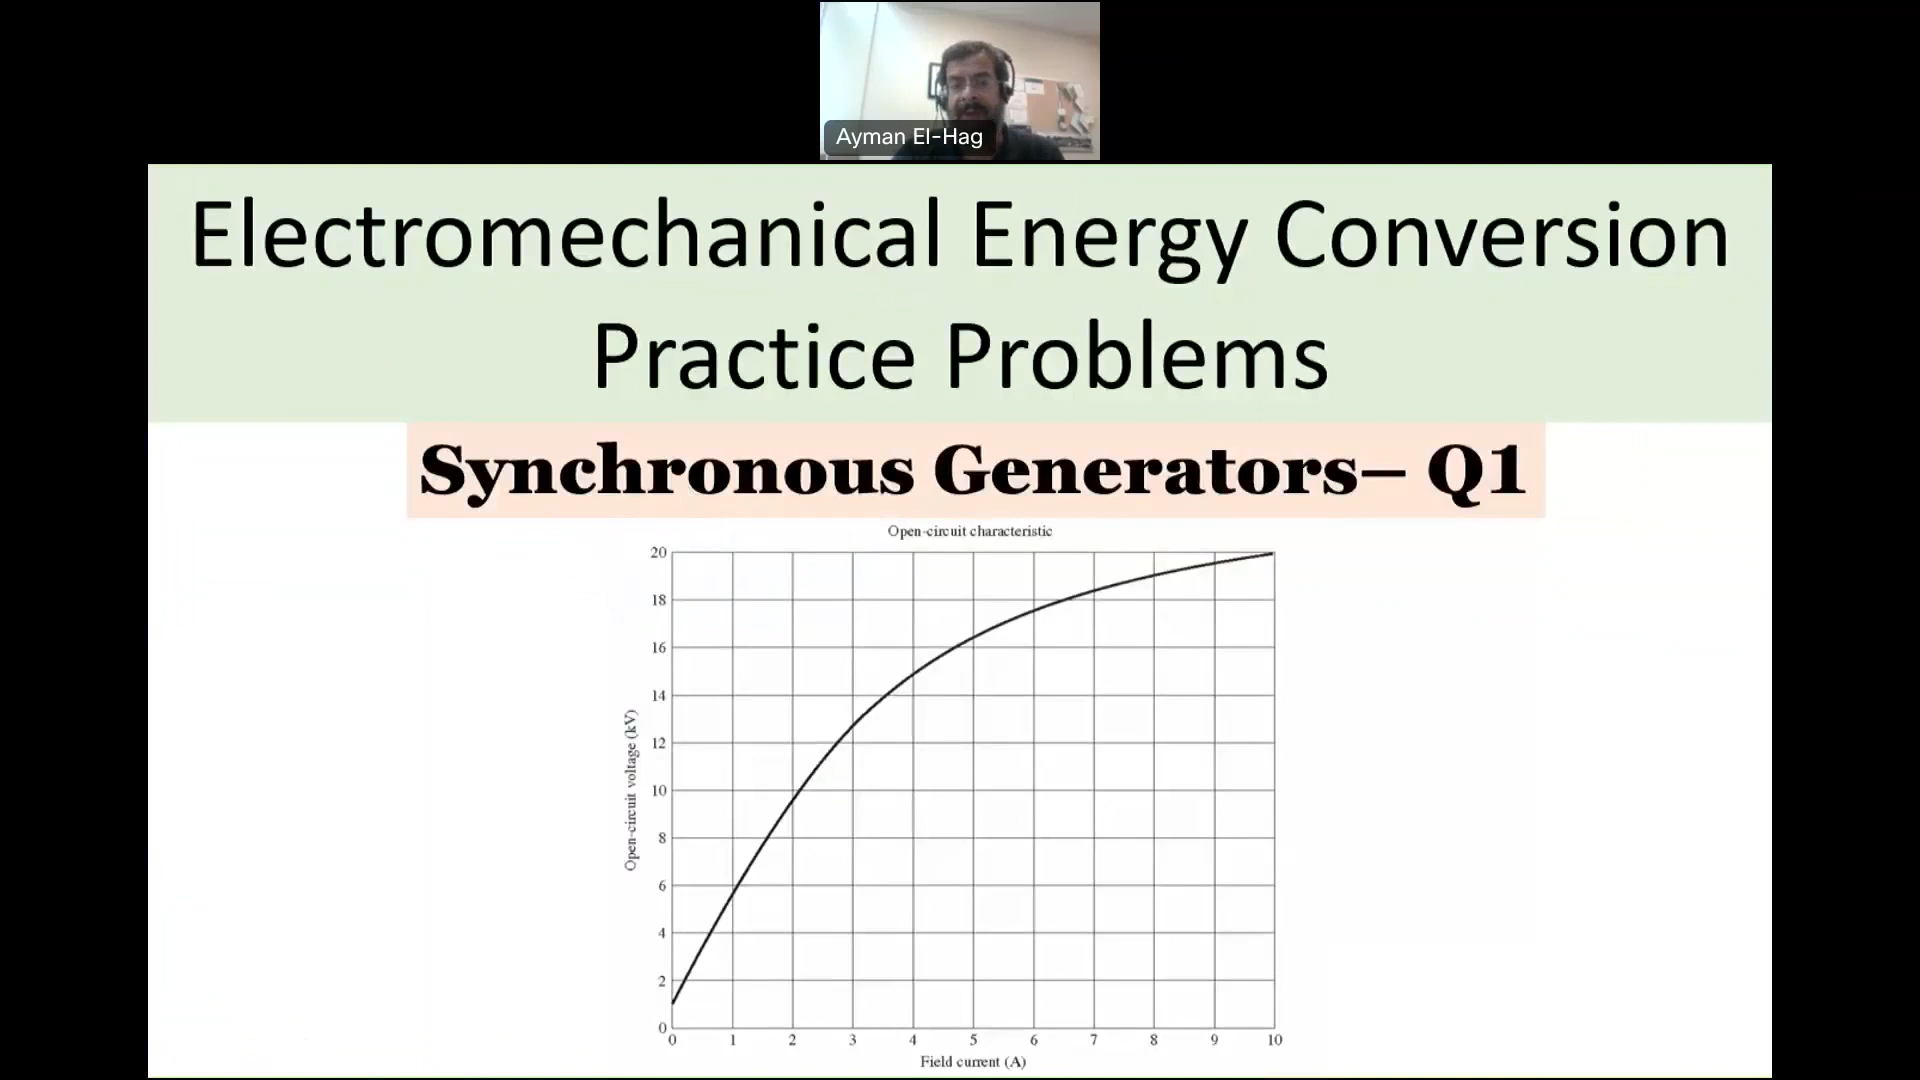 Ayman El-Hag
Electromechanical Energy Conversion
Practice Problems
Synchronous Generators– Q1
Open-circuit characteristic
20
18
16
14
12
10
8
6
4
2
0
Open-circuit voltage (kV)
0 1 2 3 4 5 6 7 8 9 10
Field current (A)